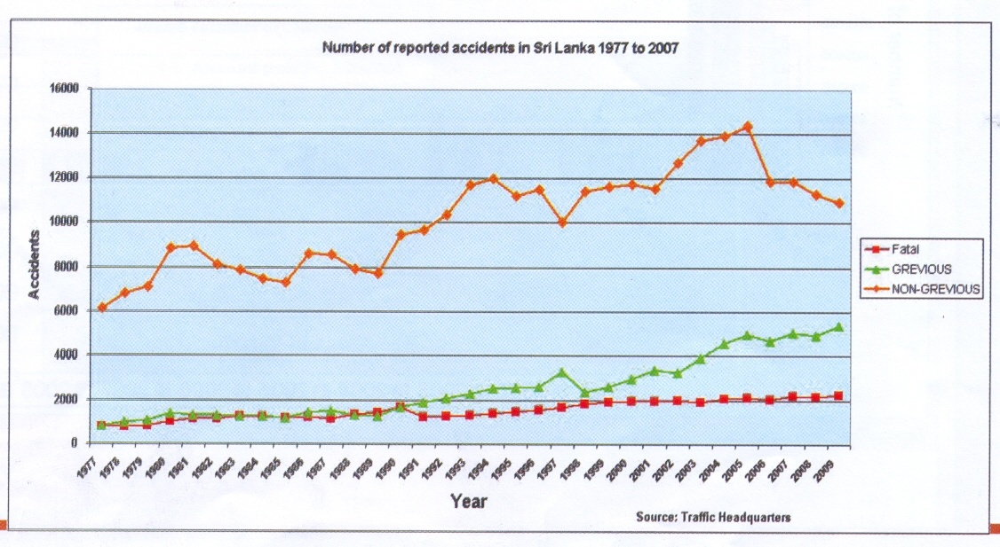 Number of reported accidents in Sri Lanka 1977 to 2007
16000
14000
12000
10000
8000
6000
4000
2000
0
Accidents
1977 1978 1979 1980 1981 1982 1983 1984 1985 1986 1987 1988 1989 1990 1991 1992 1993 1994 1995 1996 1997 1998 1999 2000 2001 2002 2003 2004 2005 2006 2007 2008 2009
Year
Fatal
GREVIOUS
NON-GREVIOUS
Source: Traffic Headquarters